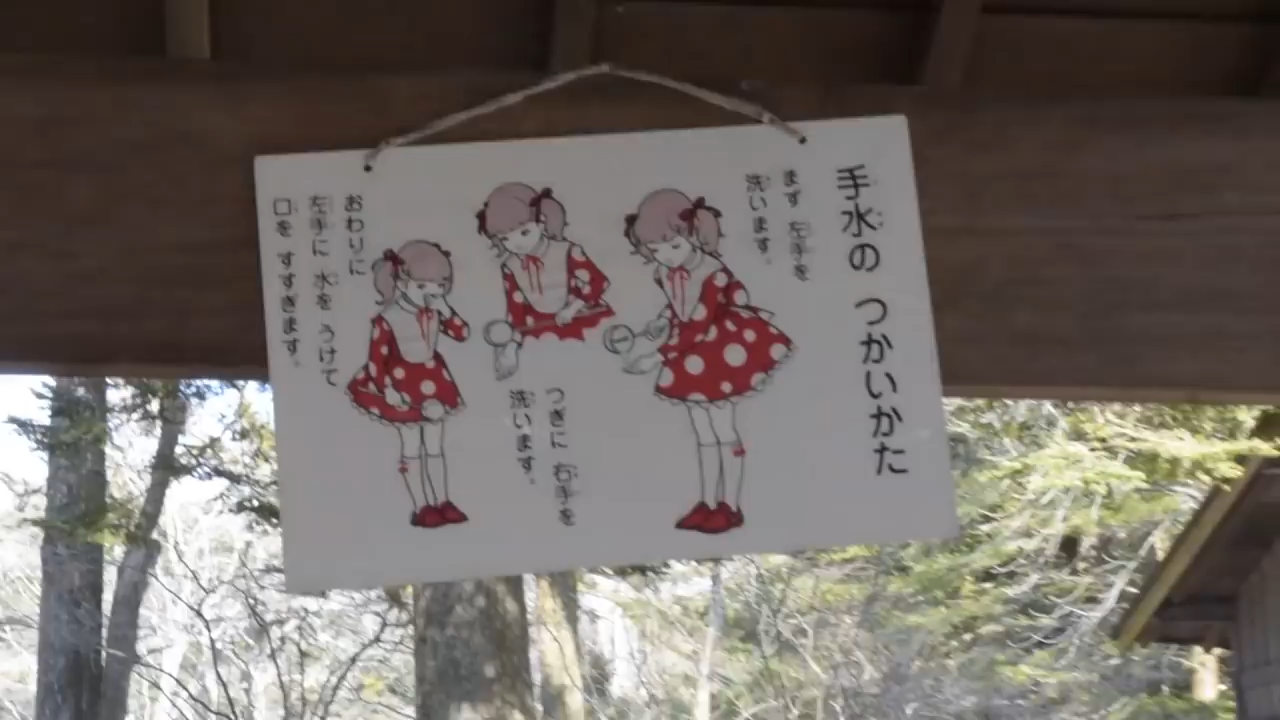 手水の つかいかた
まず 左手を
洗います。
つぎに 右手を
洗います。
おわりに
左手に 水を うけて
口を すすぎます。